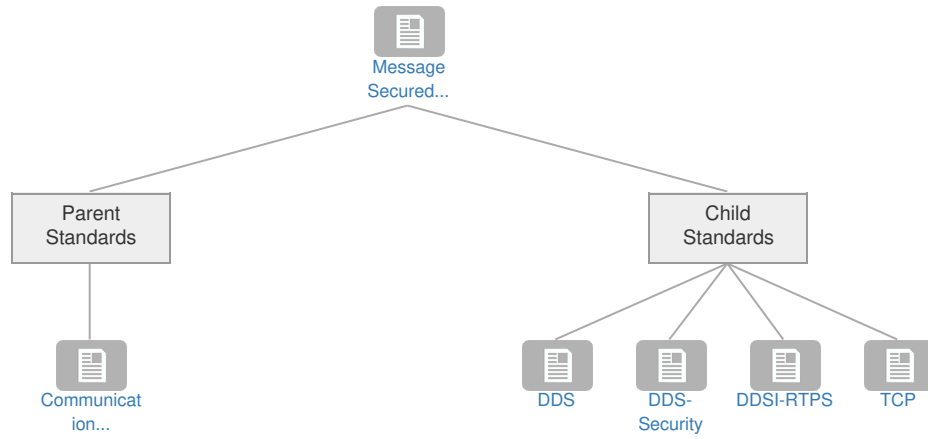 Message
Secured...
Parent
Standards
Child
Standards
Communicat
ion...
DDS
DDS-
Security
DDSI-RTPS
TCP